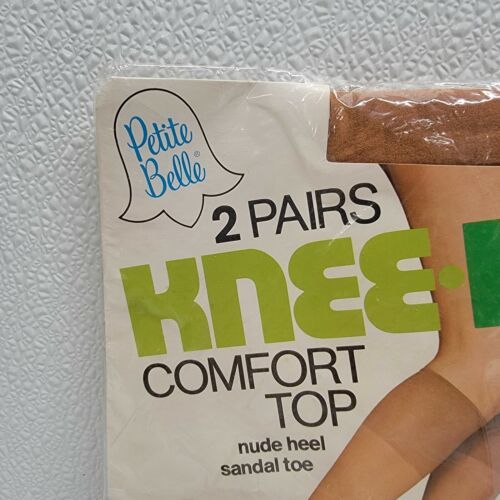 Petite
Belle®
2 PAIRS
KNEE·
COMFORT
TOP
nude heel
sandal toe